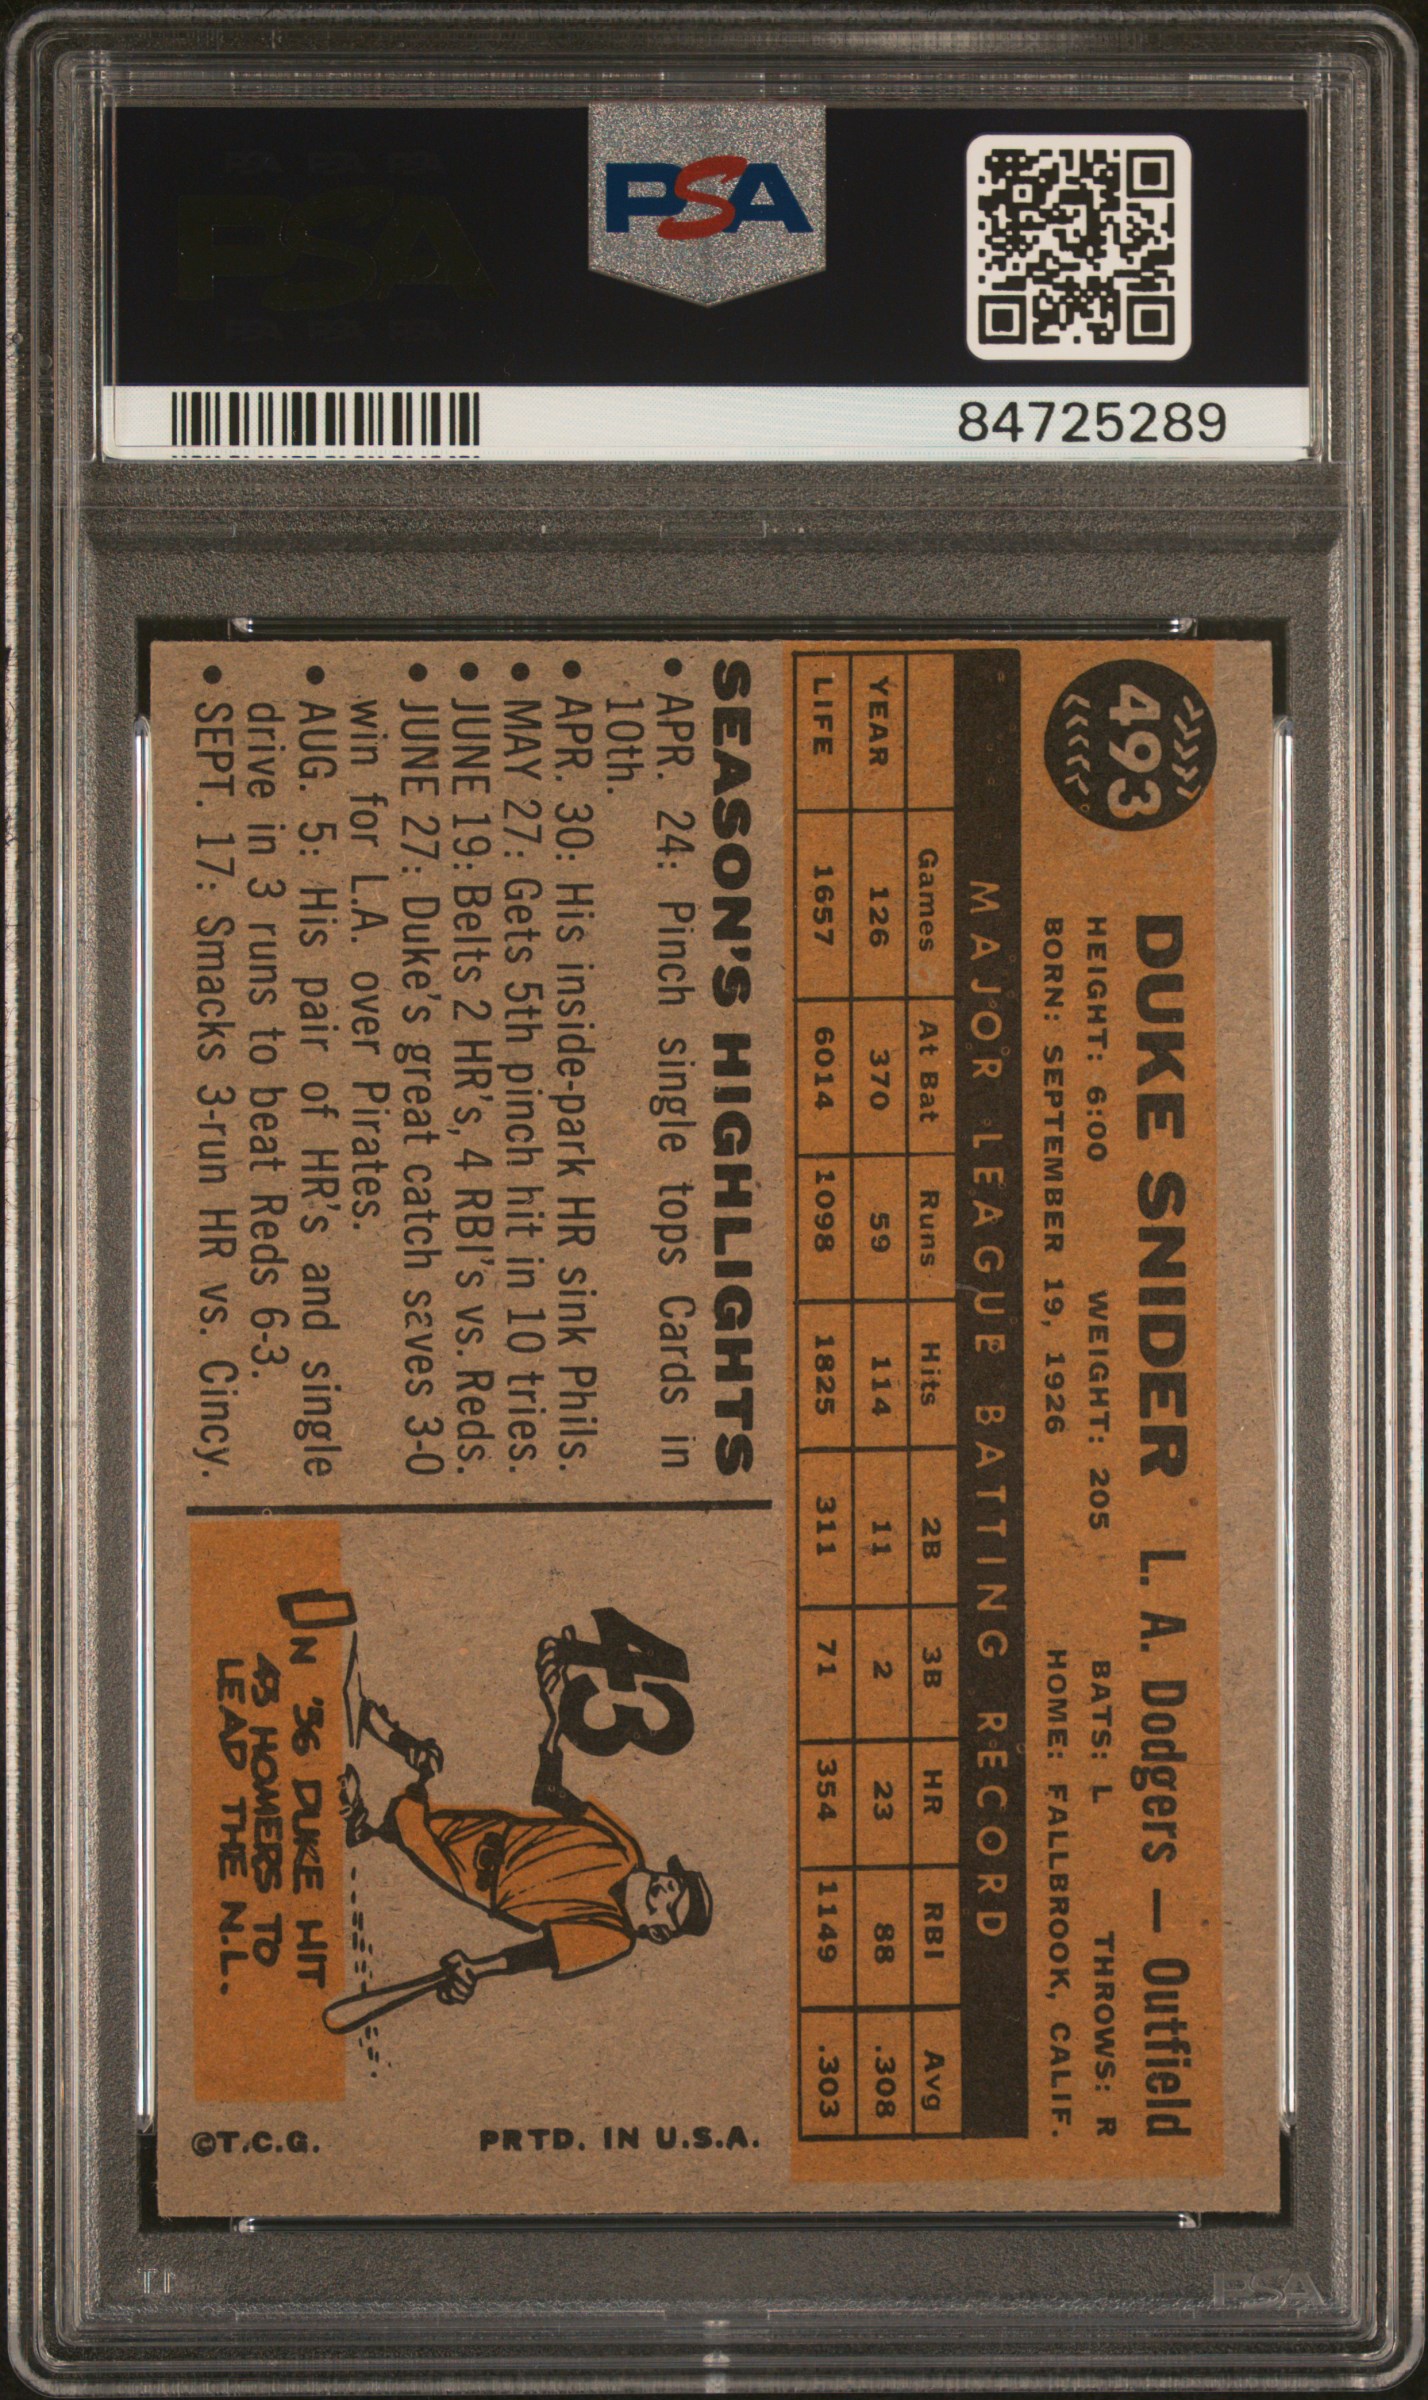 PSA
84725289
493
DUKE SNIDER L. A. Dodgers — Outfield
HEIGHT: 6:00 WEIGHT: 205 BATS: L THROWS: R
BORN: SEPTEMBER 19, 1926 HOME: FALLBROOK, CALIF.
MAJOR LEAGUE BATTING RECORD
Games At Bat Runs Hits 2B 3B HR RBI Avg
YEAR 126 370 59 114 11 2 23 88 .308
LIFE 1657 6014 1098 1825 311 71 354 1149 .303
SEASON'S HIGHLIGHTS
• APR. 24: Pinch single tops Cards in
10th.
• APR. 30: His inside-park HR sink Phils.
• MAY 27: Gets 5th pinch hit in 10 tries.
• JUNE 19: Belts 2 HR's, 4 RBI's vs. Reds.
• JUNE 27: Duke's great catch saves 3-0
win for L.A. over Pirates.
• AUG. 5: His pair of HR's and single
drive in 3 runs to beat Reds 6-3.
• SEPT. 17: Smacks 3-run HR vs. Cincy.
43
IN '56 DUKE HIT
43 HOMERS TO
LEAD THE N.L.
PRTD. IN U.S.A.
©T.C.G.
PSA